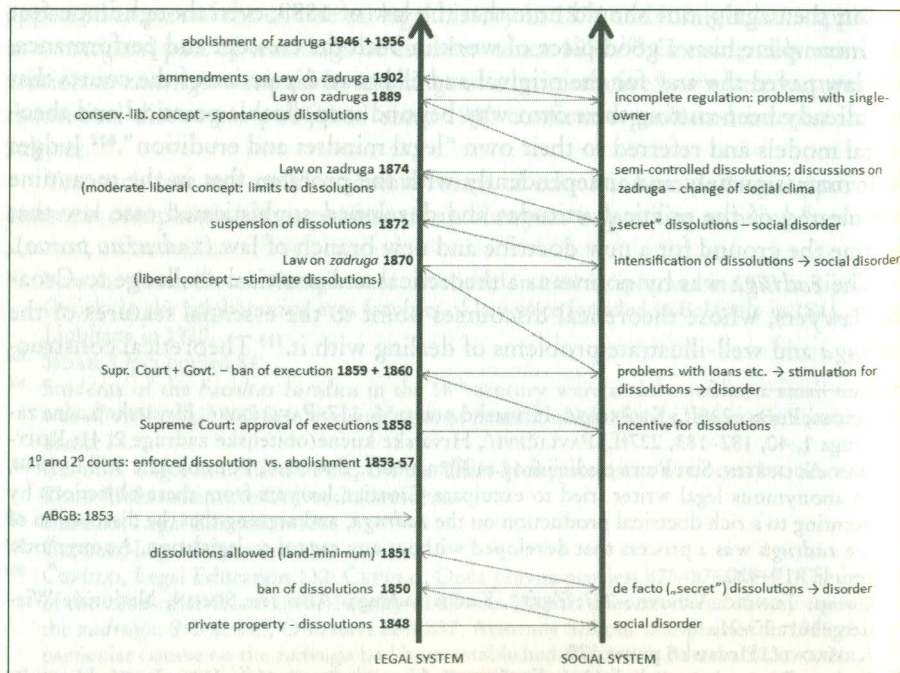 abolishment of zadruga 1946 + 1956
ammendments on Law on zadruga 1902
Law on zadruga 1889
conserv.-lib. concept - spontaneous dissolutions
incomplete regulation: problems with single-
owner
Law on zadruga 1874
(moderate-liberal concept: limits to dissolutions
semi-controlled dissolutions; discussions on
zadruga → change of social clima
suspension of dissolutions 1872
„secret” dissolutions – social disorder
Law on zadruga 1870
(liberal concept – stimulate dissolutions)
intensification of dissolutions → social disorder
Supr. Court + Govt. – ban of execution 1859 + 1860
problems with loans etc. → stimulation for
dissolutions → disorder
Supreme Court: approval of executions 1858
incentive for dissolutions
1⁰ and 2⁰ courts: enforced dissolution vs. abolishment 1853-57
ABGB: 1853
dissolutions allowed (land-minimum) 1851
ban of dissolutions 1850
de facto („secret”) dissolutions → disorder
private property - dissolutions 1848
social disorder
LEGAL SYSTEM
SOCIAL SYSTEM